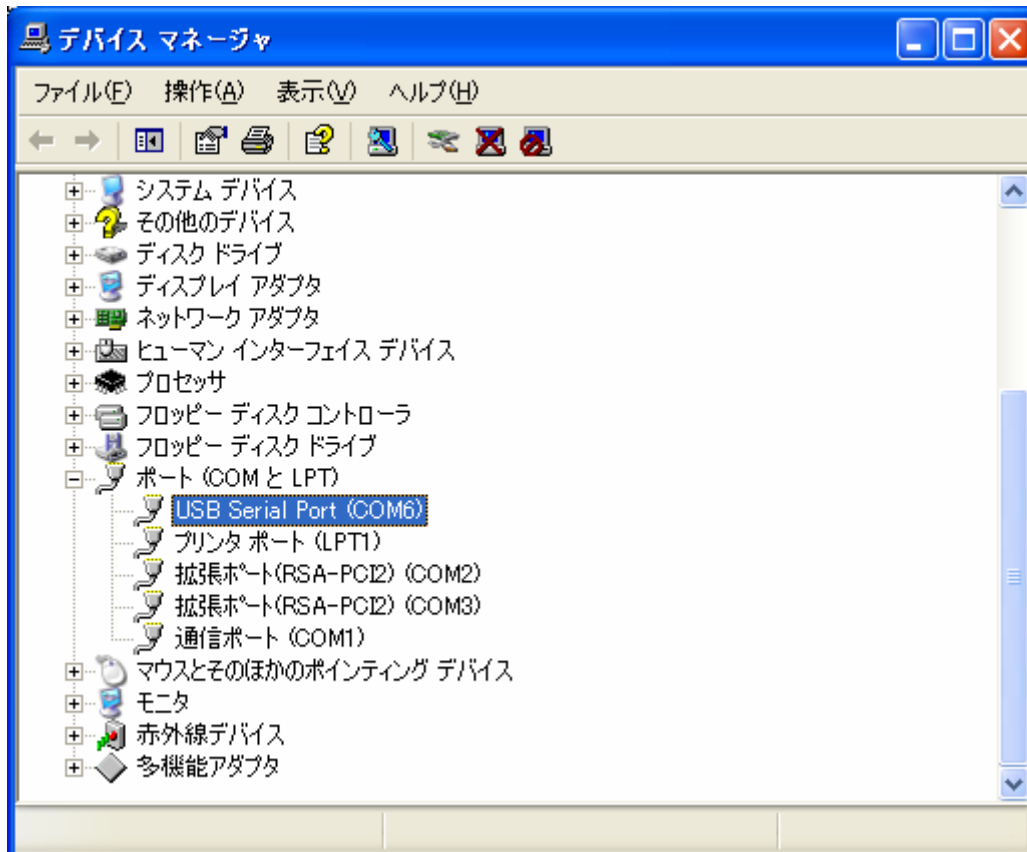 デバイス マネージャ
ファイル(F) 操作(A) 表示(V) ヘルプ(H)
システム デバイス
その他のデバイス
ディスク ドライブ
ディスプレイ アダプタ
ネットワーク アダプタ
ヒューマン インターフェイス デバイス
プロセッサ
フロッピー ディスク コントローラ
フロッピー ディスク ドライブ
ポート (COM と LPT)
USB Serial Port (COM6)
プリンタ ポート (LPT1)
拡張ポート(RSA-PCI2) (COM2)
拡張ポート(RSA-PCI2) (COM3)
通信ポート (COM1)
マウスとそのほかのポインティング デバイス
モニタ
赤外線デバイス
多機能アダプタ